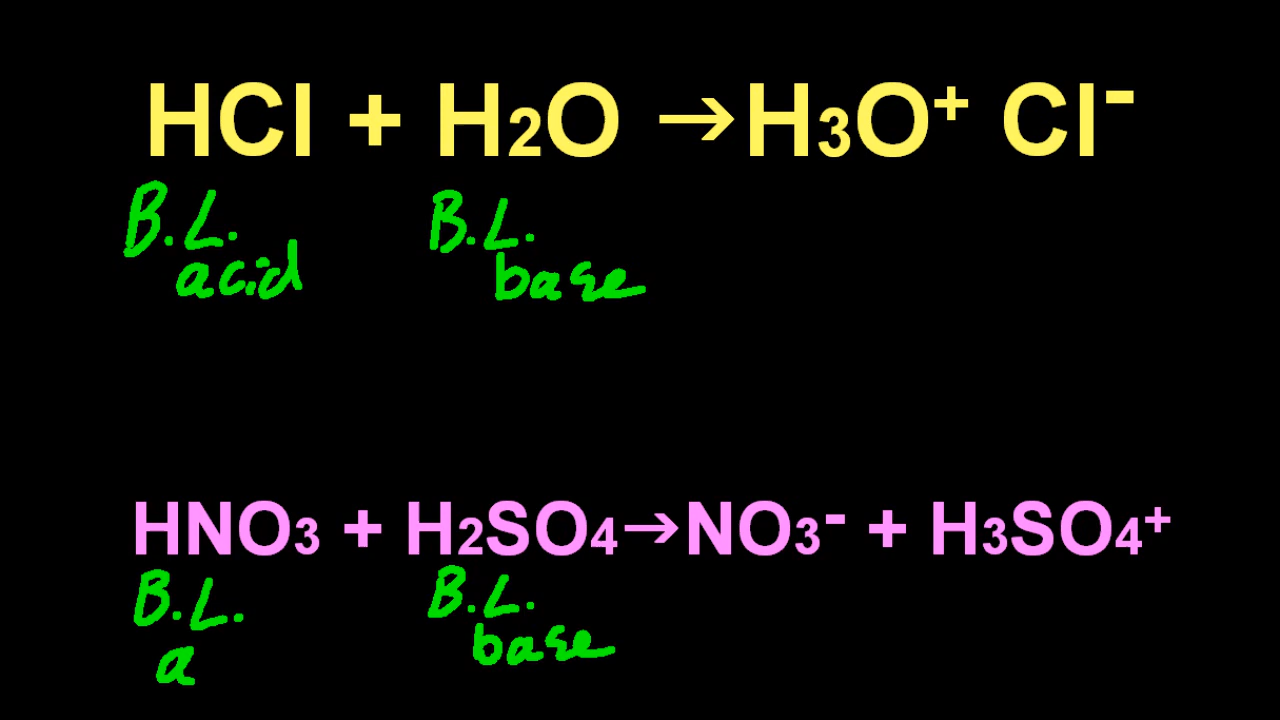 HCl + H₂O →H₃O⁺ Cl⁻
B.L. B.L.
acid base
HNO₃ + H₂SO₄→NO₃⁻ + H₃SO₄⁺
B.L. B.L.
a base